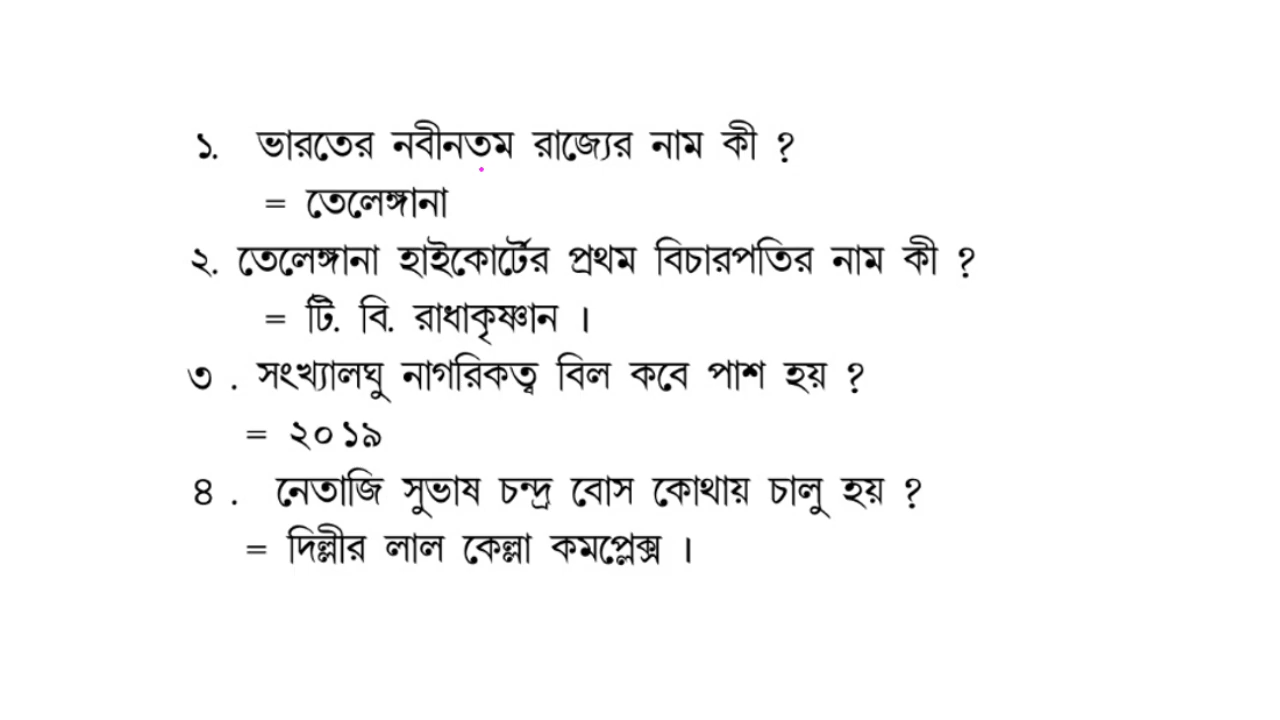 ১. ভারতের নবীনতম রাজ্যের নাম কী ?
= তেলেঙ্গানা
২. তেলেঙ্গানা হাইকোর্টের প্রথম বিচারপতির নাম কী ?
= টি. বি. রাধাকৃষ্ণান ।
৩ . সংখ্যালঘু নাগরিকত্ব বিল কবে পাশ হয় ?
= ২০১৯
৪ . নেতাজি সুভাষ চন্দ্র বোস কোথায় চালু হয় ?
= দিল্লীর লাল কেল্লা কমপ্লেক্স ।